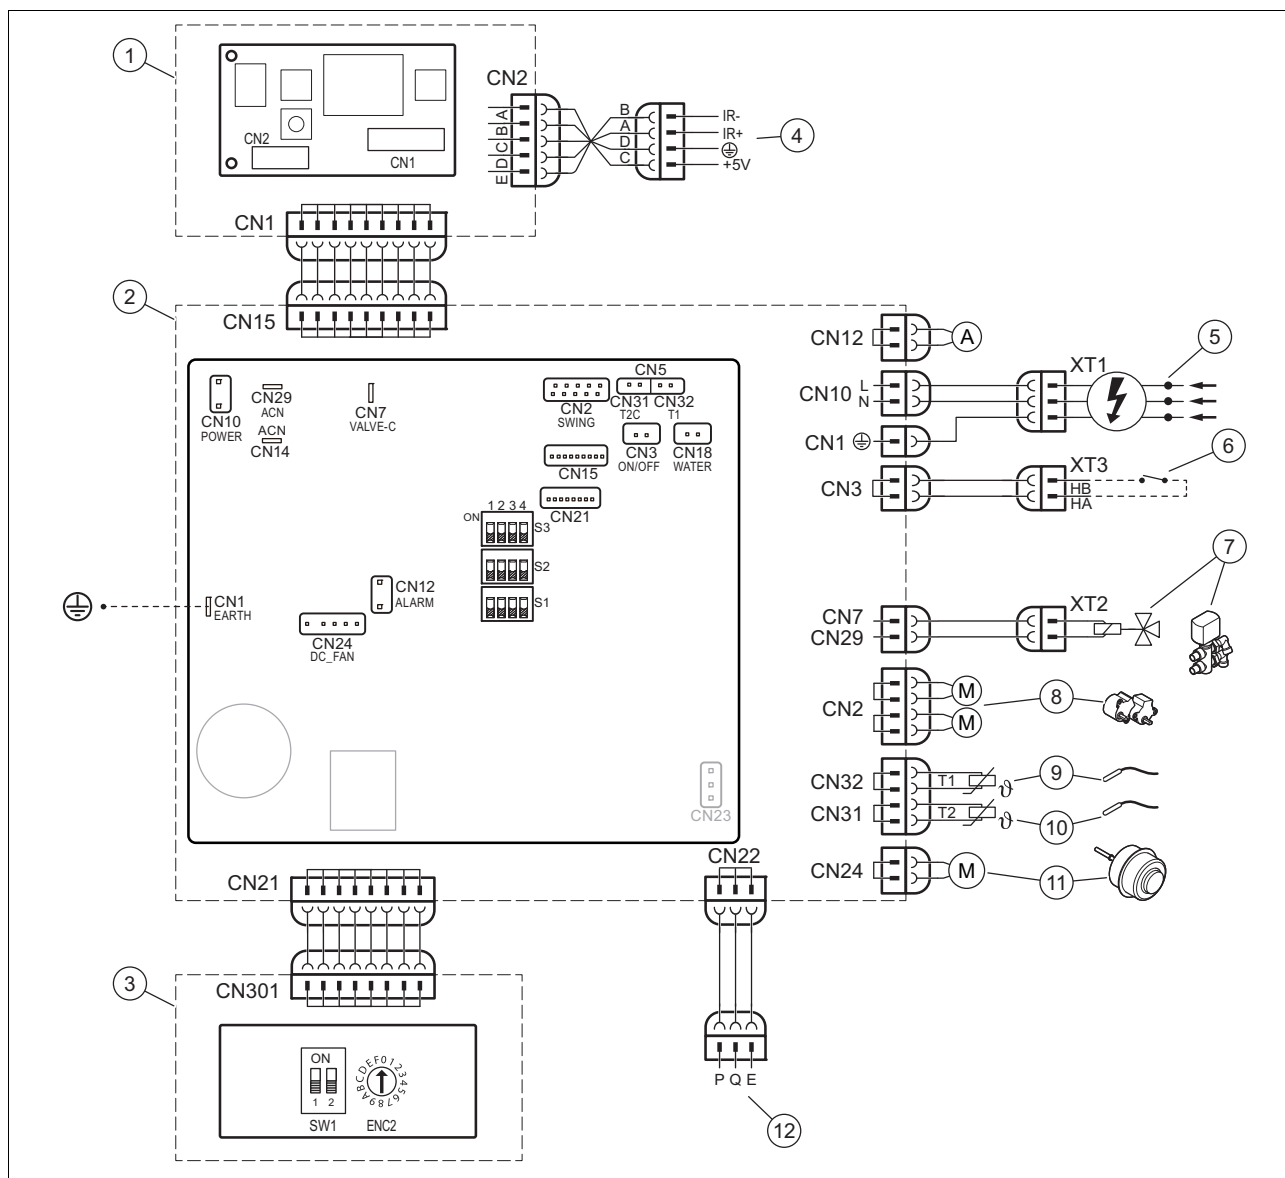 1
CN2
CN1
CN2
A
B
C
D
E
B
A
D
C
IR-
IR+
+5V
4
CN1
2
CN15
CN10
POWER
CN29
ACN
ACN
CN14
CN7
VALVE-C
CN2
SWING
CN5
CN31
CN32
T2C
T1
CN3
ON/OFF
CN18
WATER
CN15
CN21
1 2 3 4
ON
S3
S2
S1
CN12
ALARM
CN1
EARTH
CN24
DC_FAN
CN23
CN12
A
CN10
L
N
XT1
5
CN1
CN3
XT3
HB
HA
6
CN7
CN29
XT2
7
CN2
M
M
8
CN32
T1
ϑ
9
CN31
T2
ϑ
10
CN24
M
11
CN21
CN22
P Q E
12
3
CN301
ON
1 2
SW1
0123456789ABCDEF
ENC2